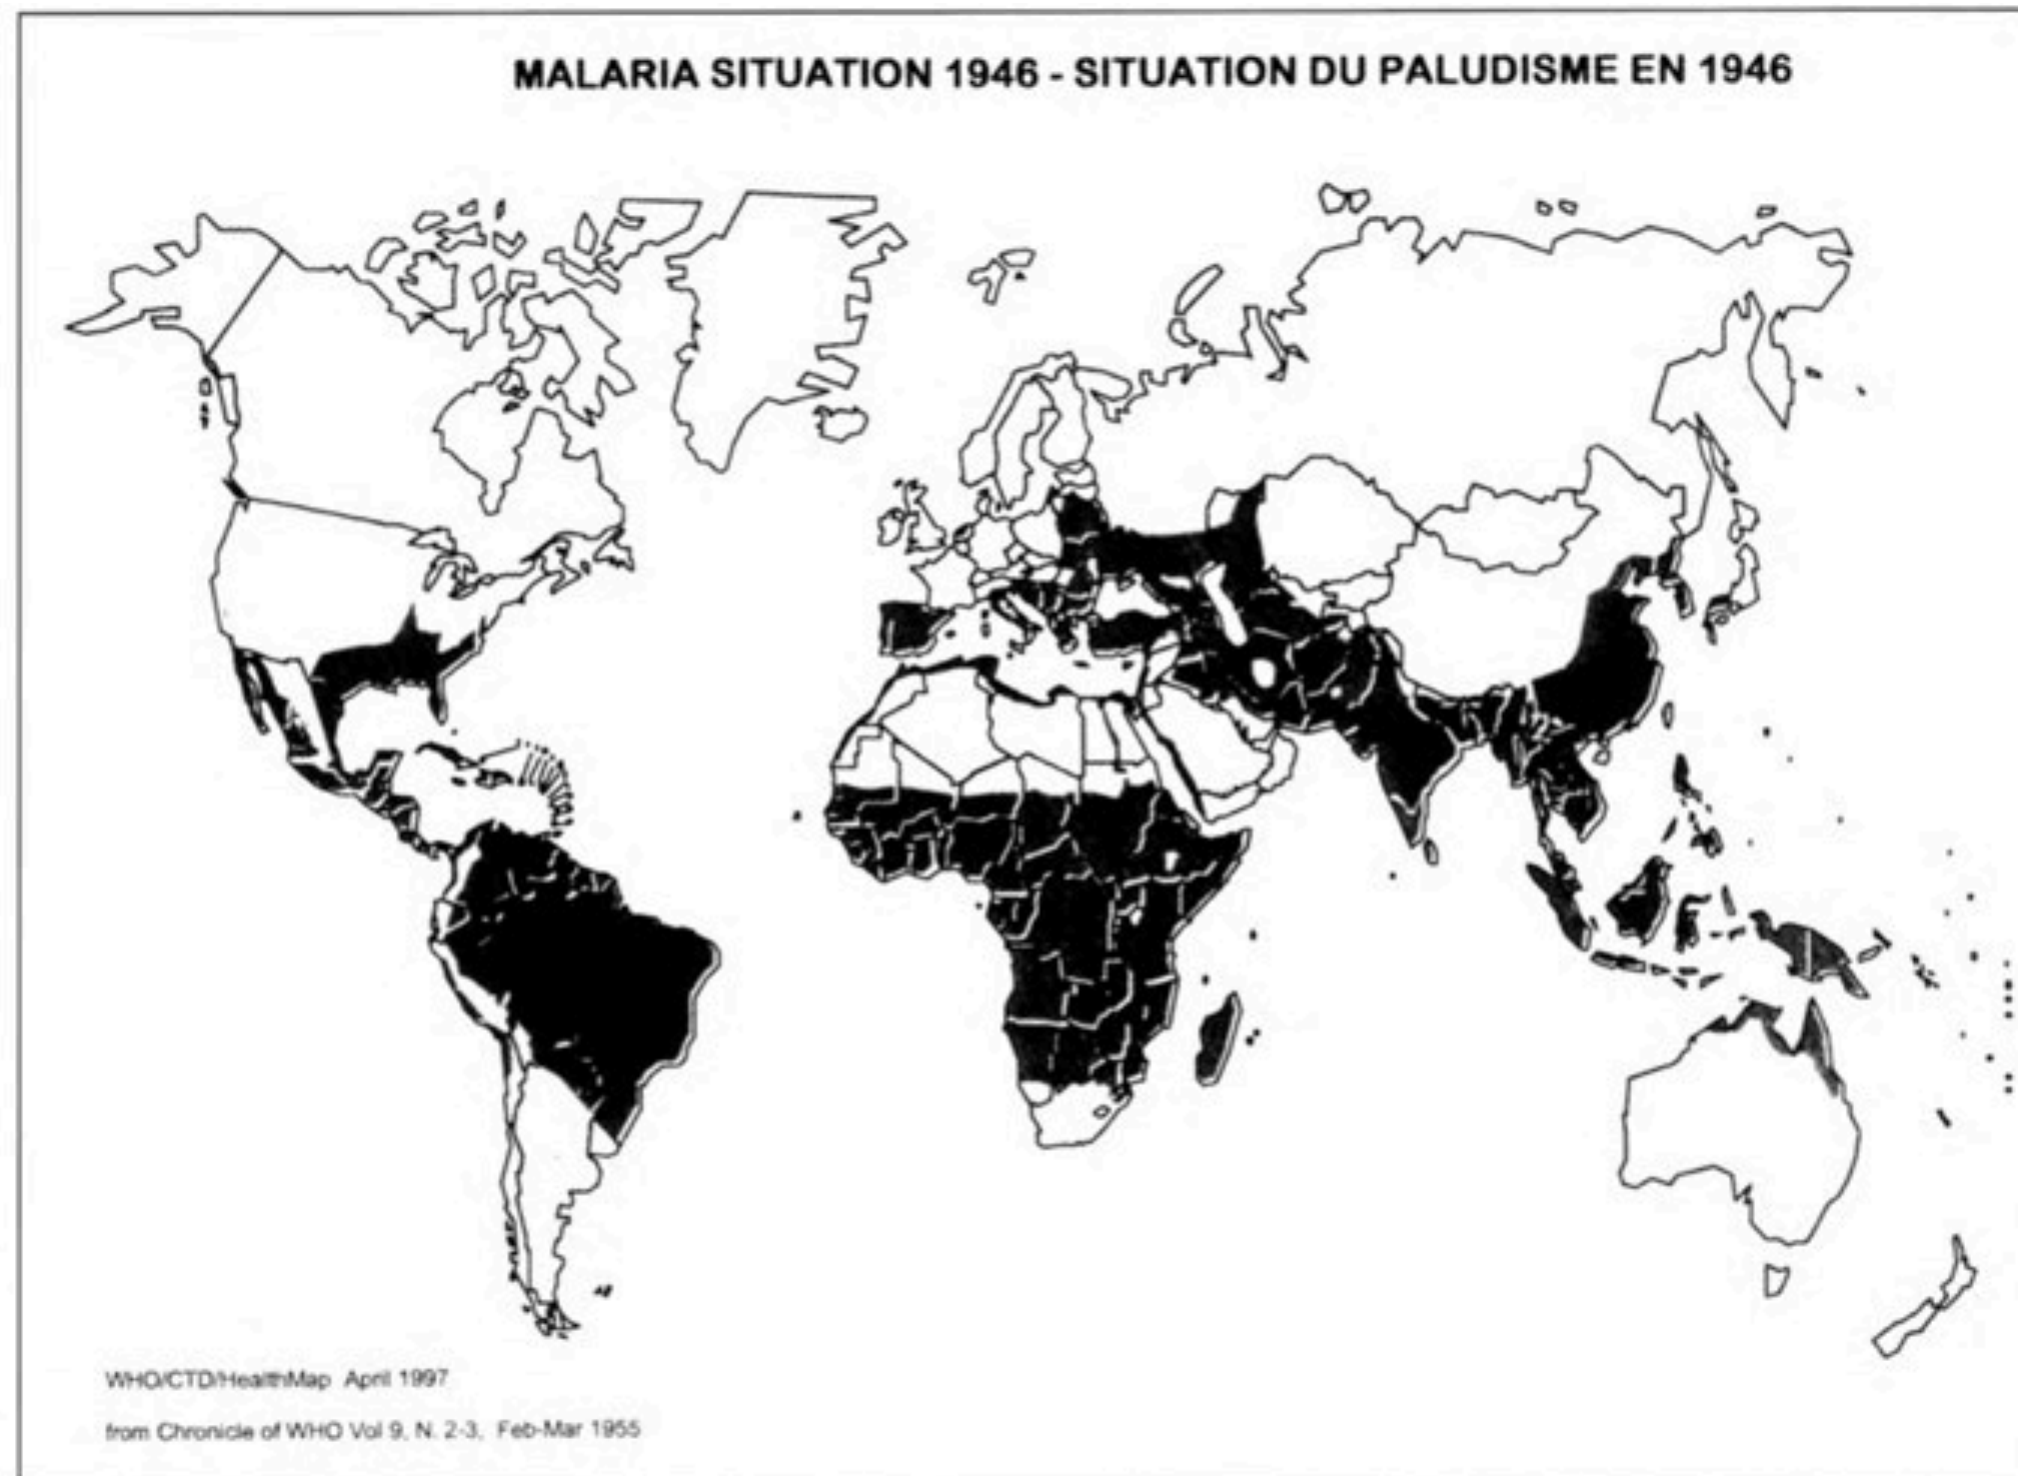 MALARIA SITUATION 1946 - SITUATION DU PALUDISME EN 1946
WHO/CTD/HealthMap April 1997
from Chronicle of WHO Vol 9, N. 2-3, Feb-Mar 1955